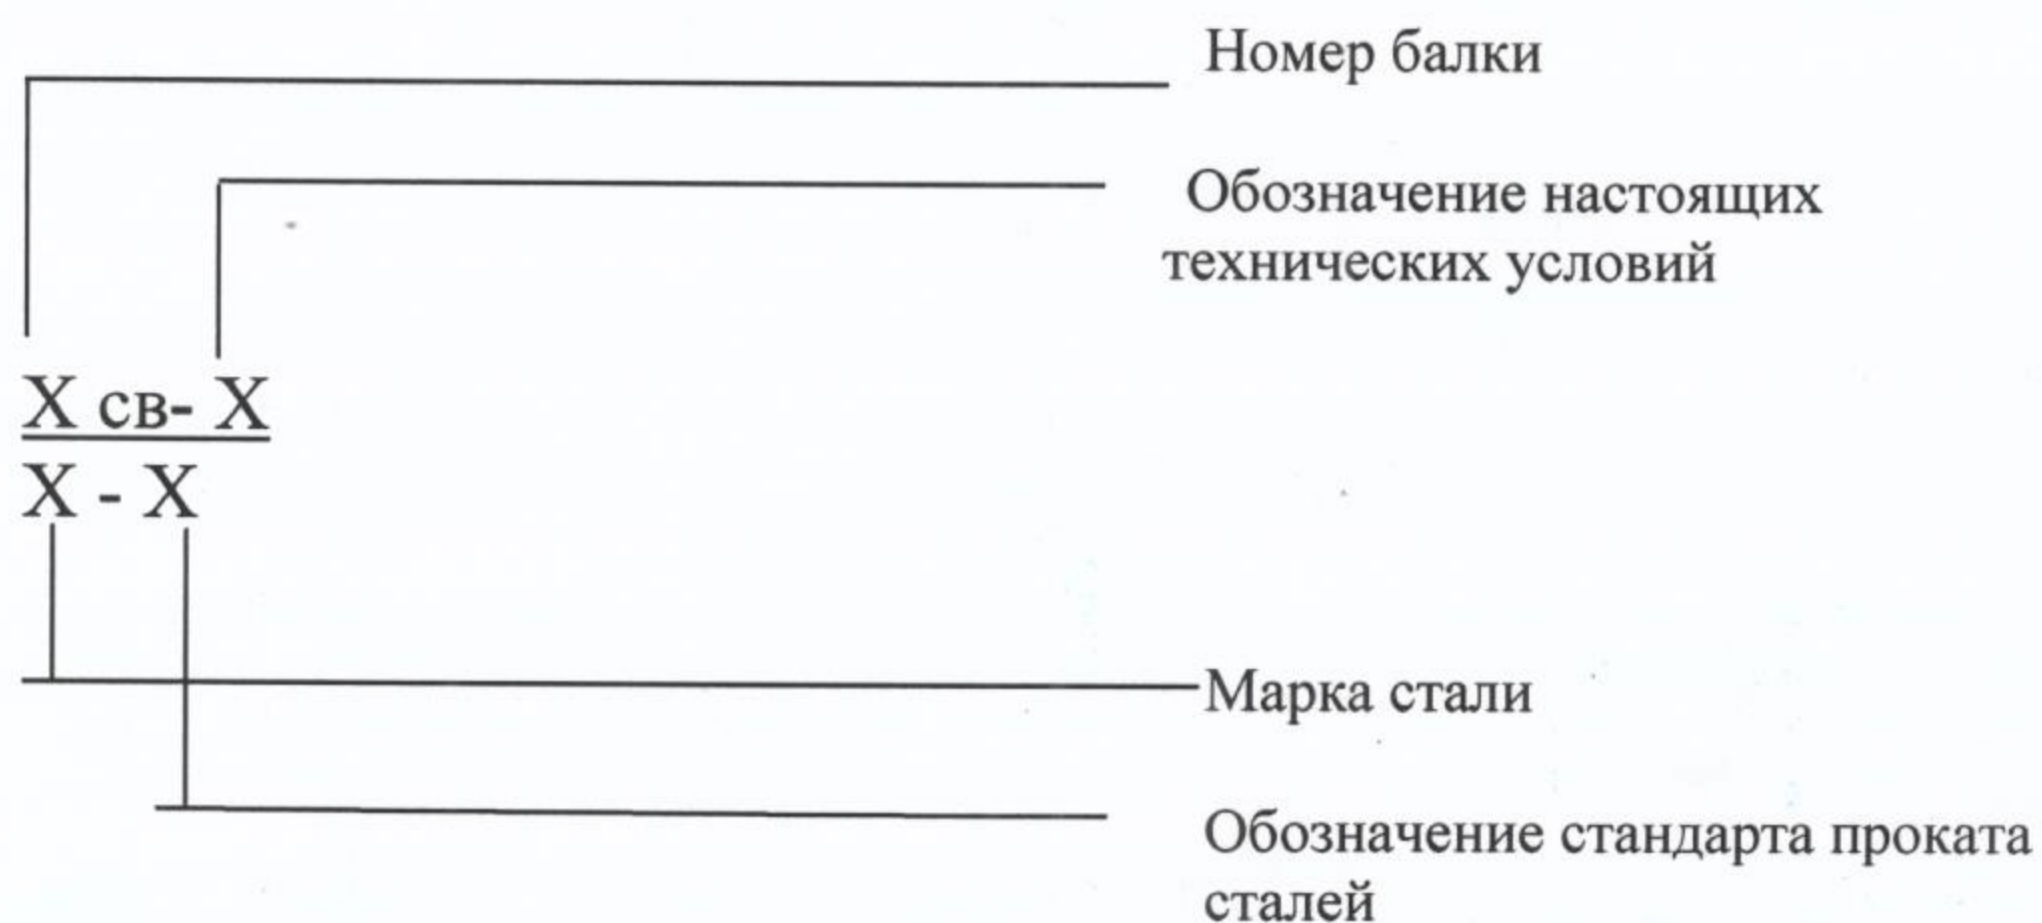 Номер балки
Обозначение настоящих
технических условий
Х св- Х
Х - Х
Марка стали
Обозначение стандарта проката
сталей